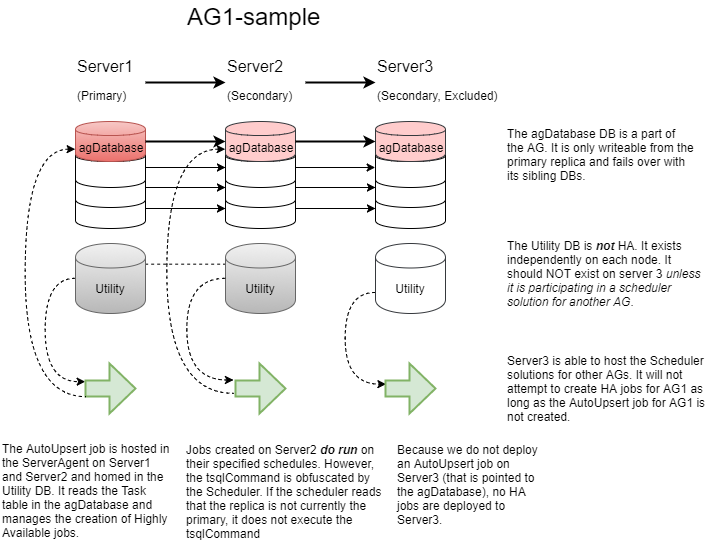 AG1-sample
Server1
Server2
Server3
(Primary)
(Secondary)
(Secondary, Excluded)
agDatabase
agDatabase
agDatabase
The agDatabase DB is a part of
the AG. It is only writeable from the
primary replica and fails over with
its sibling DBs.
Utility
Utility
Utility
The Utility DB is not HA. It exists
independently on each node. It
should NOT exist on server 3 unless
it is participating in a scheduler
solution for another AG.
Server3 is able to host the Scheduler
solutions for other AGs. It will not
attempt to create HA jobs for AG1 as
long as the AutoUpsert job for AG1 is
not created.
The AutoUpsert job is hosted in
the ServerAgent on Server1
and Server2 and homed in the
Utility DB. It reads the Task
table in the agDatabase and
manages the creation of Highly
Available jobs.
Jobs created on Server2 do run on
their specified schedules. However,
the tsqlCommand is obfuscated by
the Scheduler. If the scheduler reads
that the replica is not currently the
primary, it does not execute the
tsqlCommand
Because we do not deploy
an AutoUpsert job on
Server3 (that is pointed to
the agDatabase), no HA
jobs are deployed to
Server3.